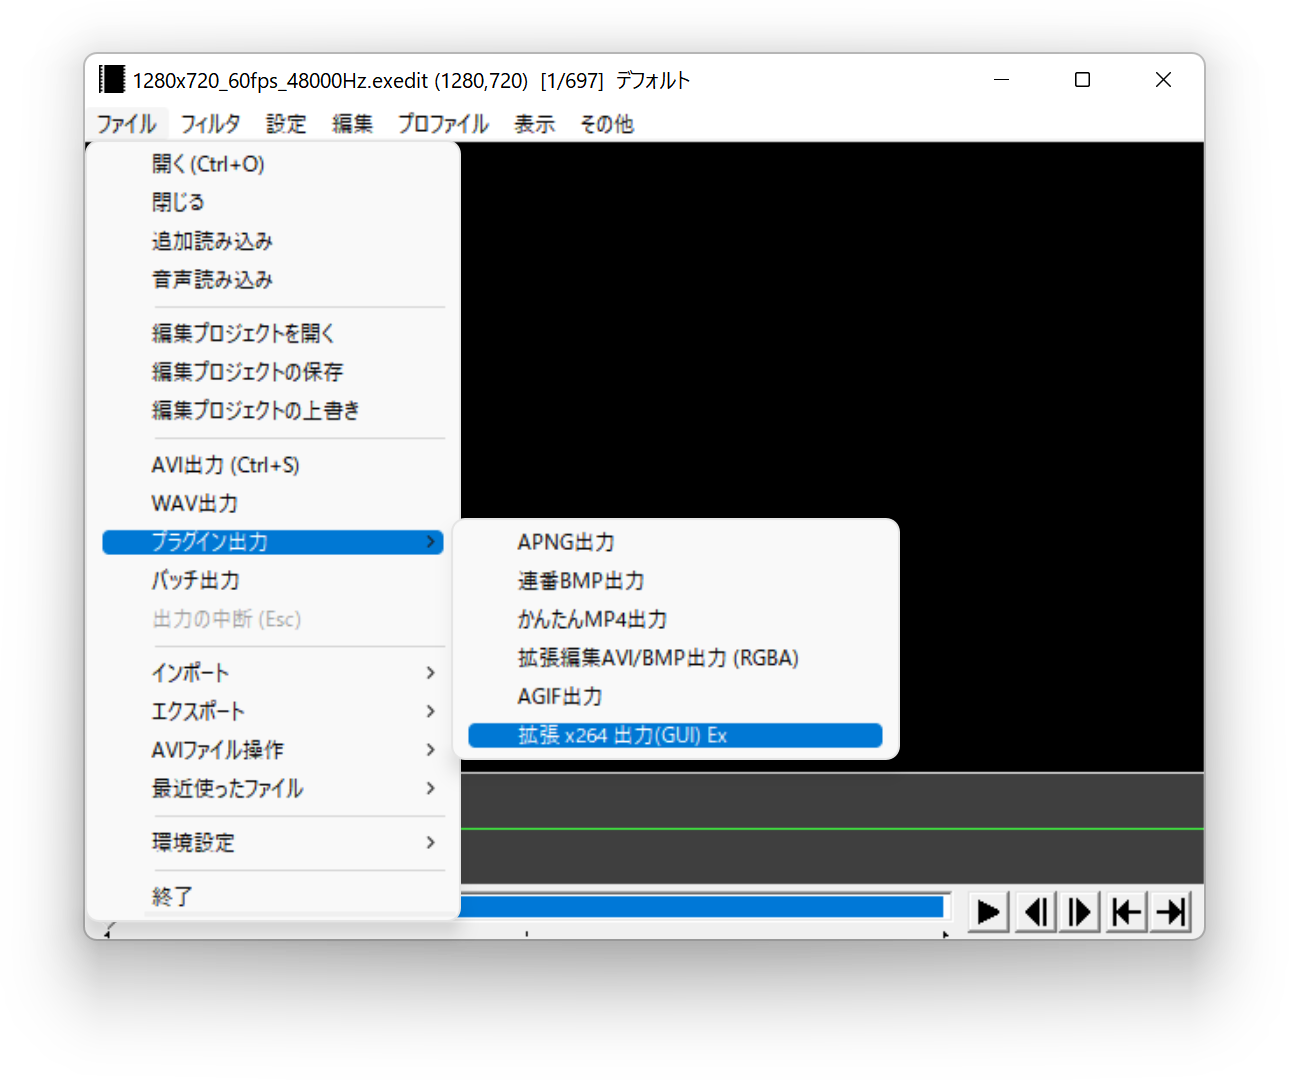 1280x720_60fps_48000Hz.exedit (1280,720) [1/697] デフォルト
ファイル フィルタ 設定 編集 プロファイル 表示 その他
開く(Ctrl+O)
閉じる
追加読み込み
音声読み込み
編集プロジェクトを開く
編集プロジェクトの保存
編集プロジェクトの上書き
AVI出力 (Ctrl+S)
WAV出力
プラグイン出力
バッチ出力
出力の中断 (Esc)
インポート
エクスポート
AVIファイル操作
最近使ったファイル
環境設定
終了
APNG出力
連番BMP出力
かんたんMP4出力
拡張編集AVI/BMP出力 (RGBA)
AGIF出力
拡張 x264 出力(GUI) Ex